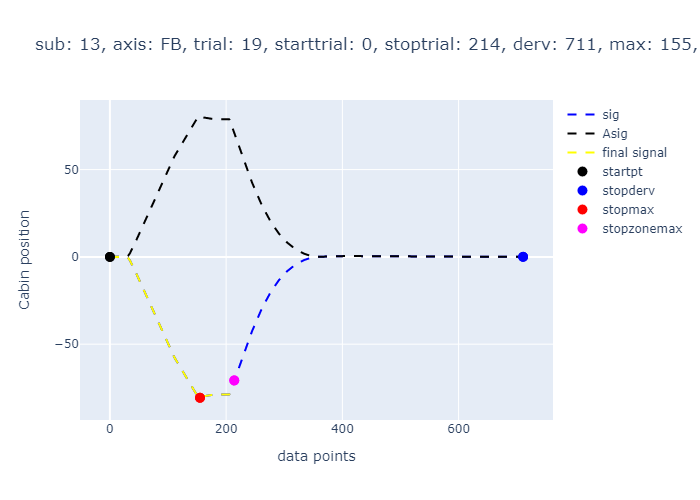 sub: 13, axis: FB, trial: 19, starttrial: 0, stoptrial: 214, derv: 711, max: 155,
sig
Asig
final signal
startpt
stopderv
stopmax
stopzonemax
Cabin position
50
0
−50
0
200
400
600
data points